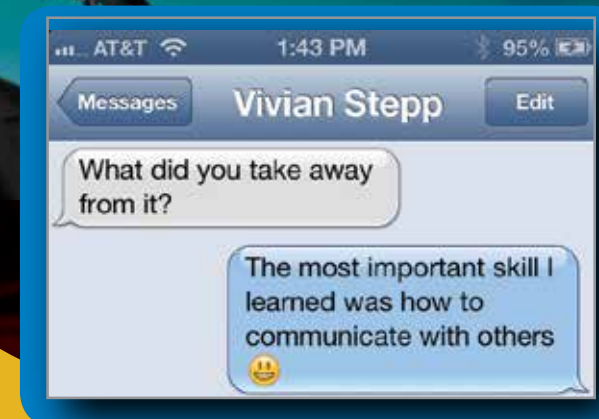 AT&T 1:43 PM 95%
Messages Vivian Stepp Edit
What did you take away
from it?
The most important skill I
learned was how to
communicate with others
😃